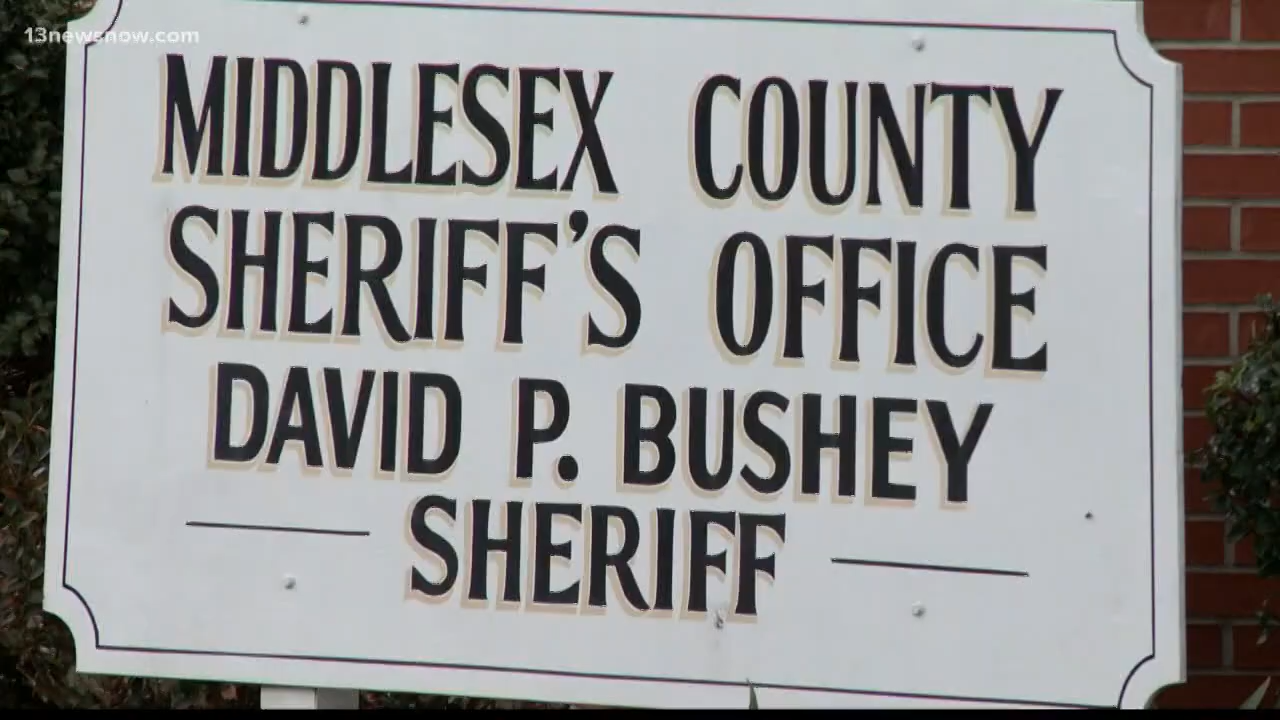 13newsnow.com
MIDDLESEX COUNTY
SHERIFF'S OFFICE
DAVID P. BUSHEY
SHERIFF